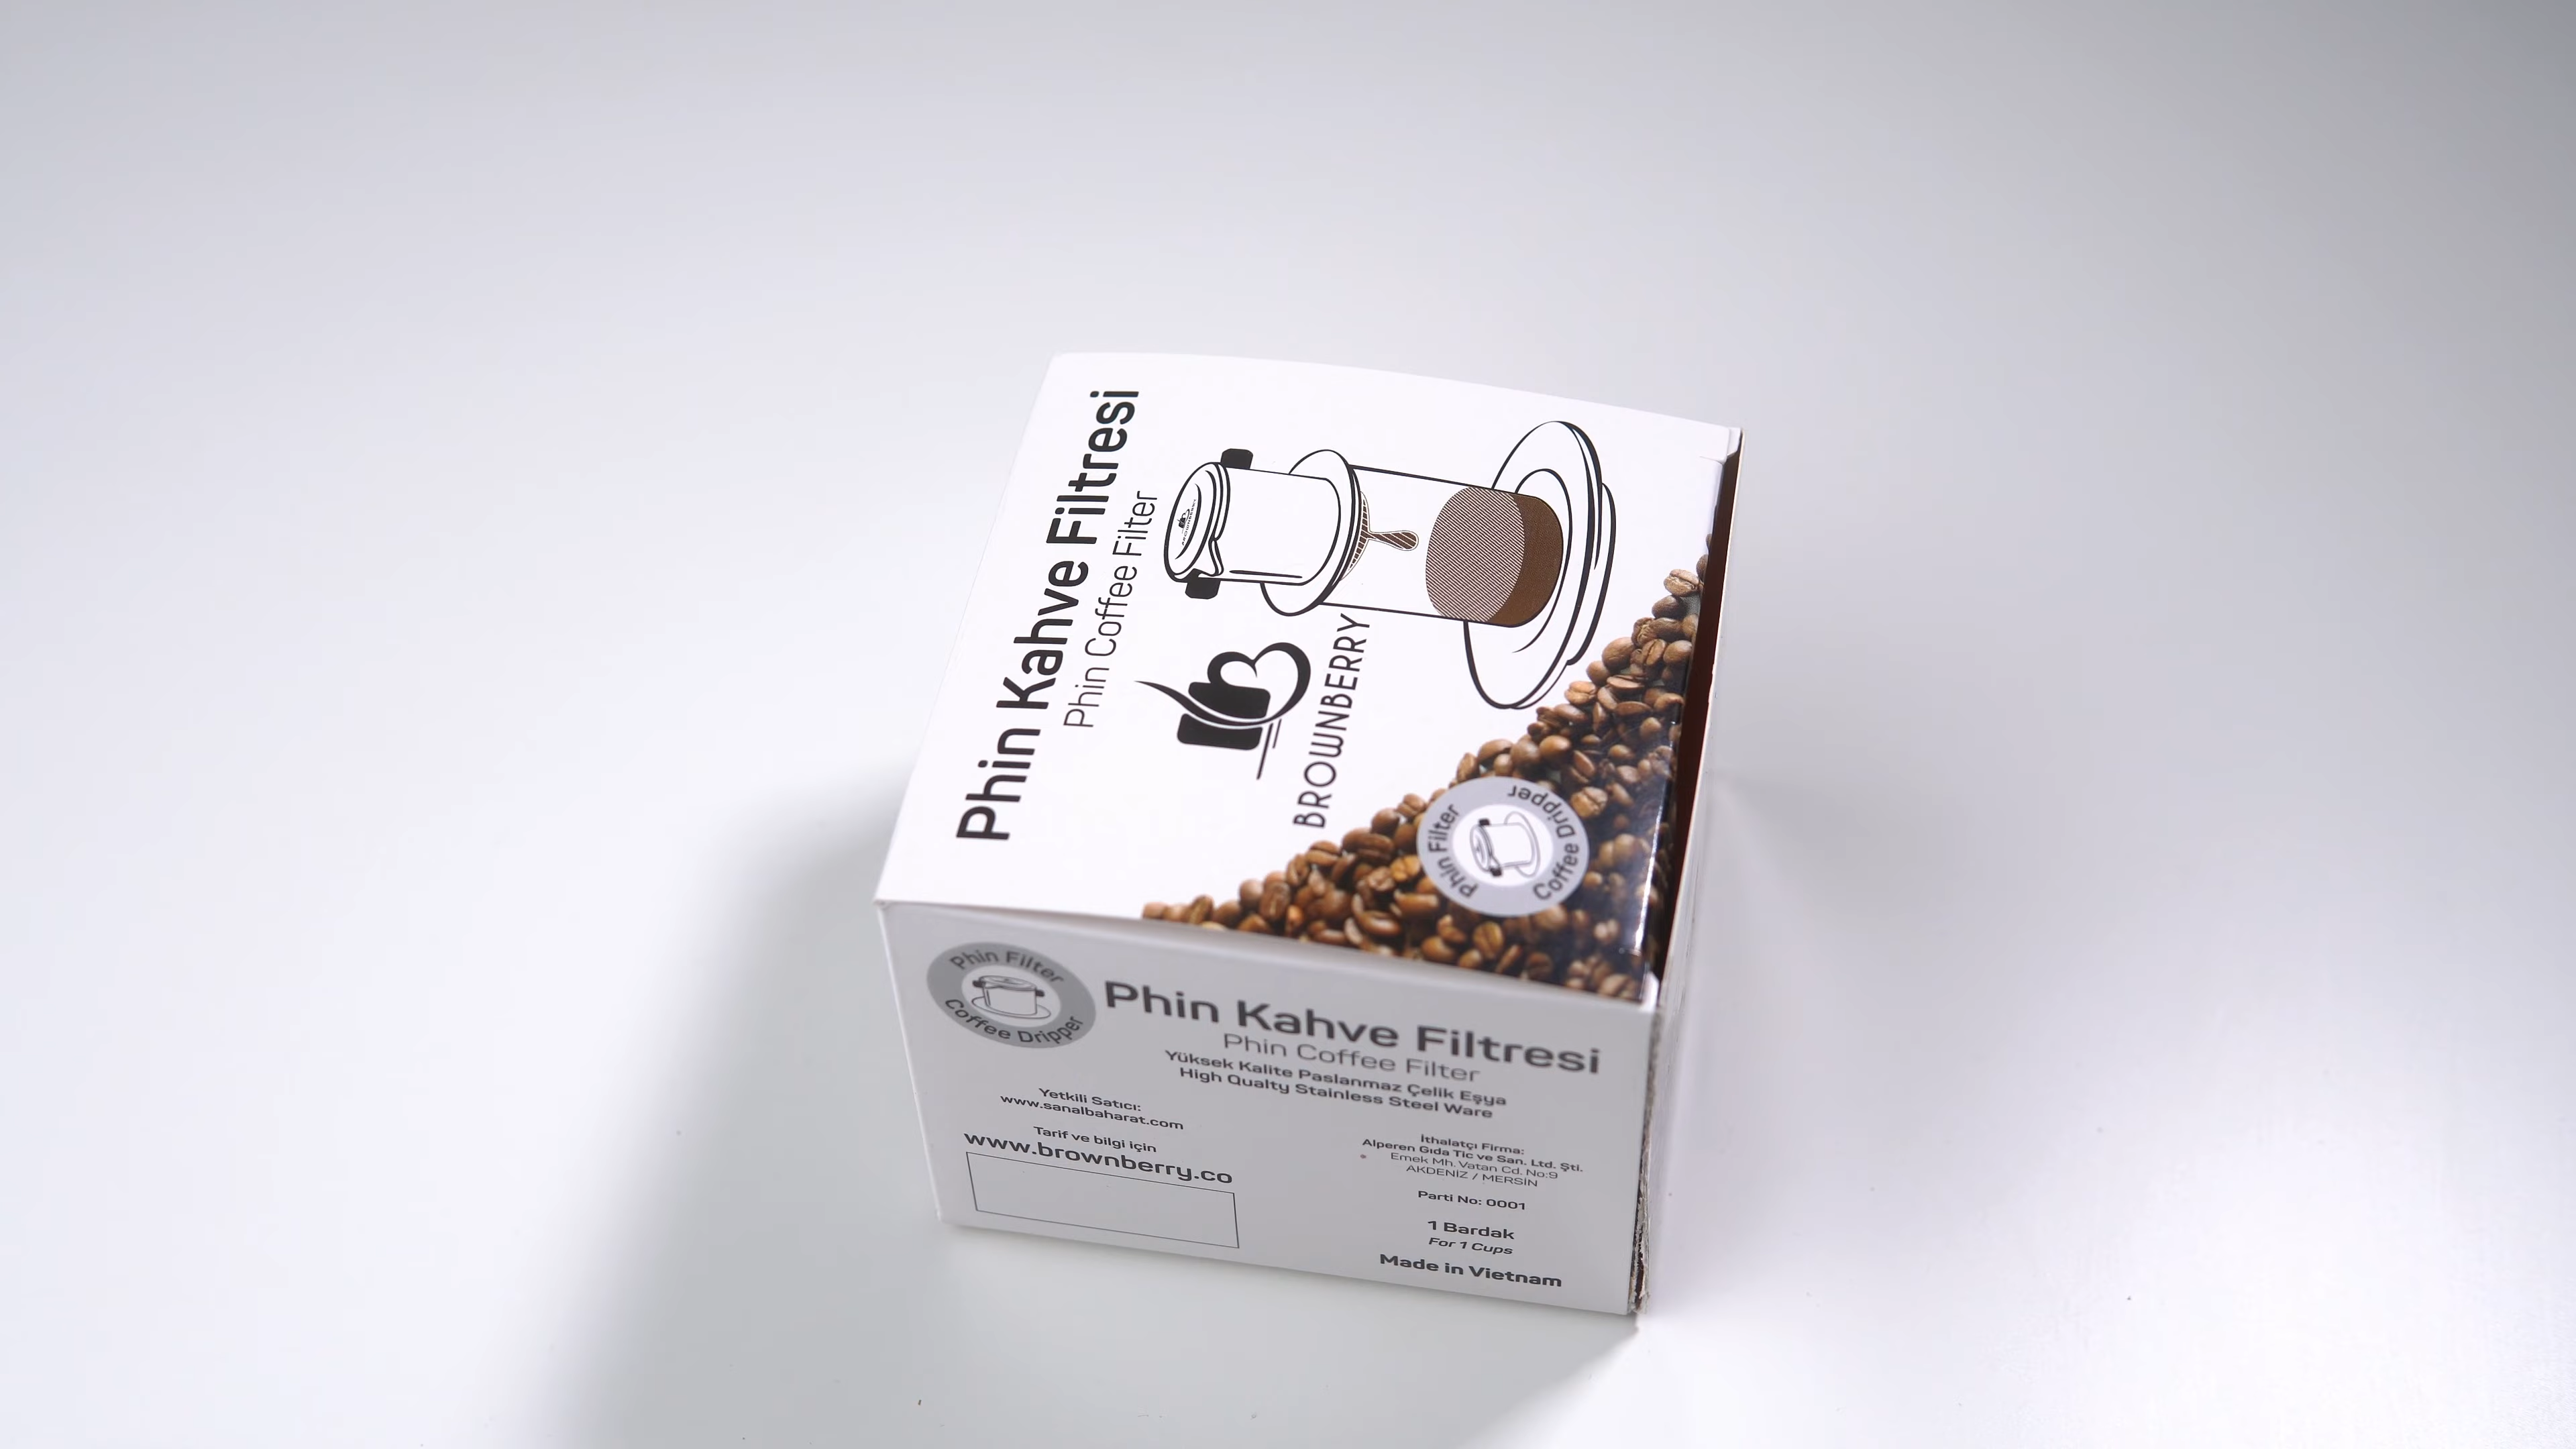 Phin Kahve Filtresi
Phin Coffee Filter
BROWNBERRY
Phin Filter
Coffee Dripper
Phin Filter
Coffee Dripper
Phin Kahve Filtresi
Phin Coffee Filter
Yüksek Kalite Paslanmaz Çelik Eşya
High Qualty Stainless Steel Ware
Yetkili Satıcı:
www.sanalbaharat.com
Tarif ve bilgi için
www.brownberry.co
İthalatçı Firma:
Alperen Gıda Tic ve San. Ltd. Şti.
Emek Mh. Vatan Cd. No:9
AKDENİZ / MERSİN
Parti No: 0001
1 Bardak
For 1 Cups
Made in Vietnam